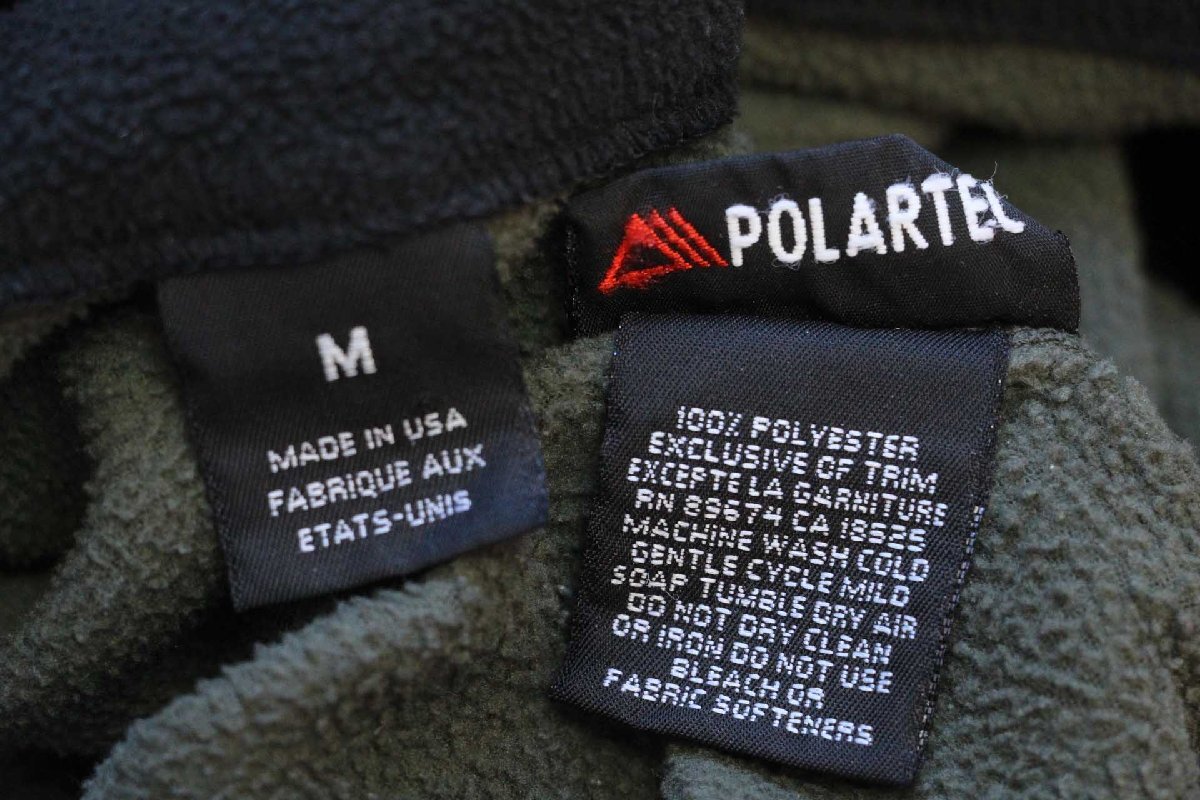 M
MADE IN USA
FABRIQUE AUX
ETATS-UNIS
POLARTEC
100% POLYESTER
EXCLUSIVE OF TRIM
EXCEPTE LA GARNITURE
RN 89674 CA 18525
MACHINE WASH COLD
GENTLE CYCLE MILD
SOAP TUMBLE DRY AIR
DO NOT DRY CLEAN
OR IRON DO NOT USE
BLEACH OR
FABRIC SOFTENERS